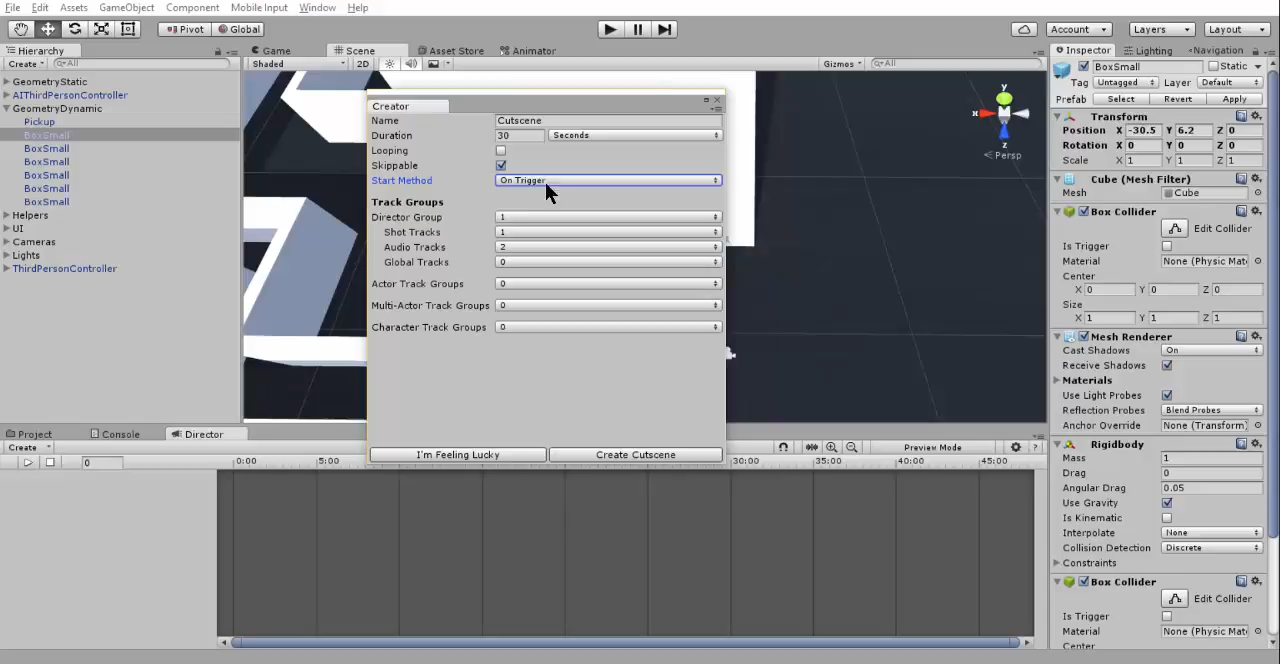 File Edit Assets GameObject Component Mobile Input Window Help
Pivot Global Account Layers Layout
Hierarchy Game Scene Asset Store Animator Inspector Lighting Navigation
Create All Shaded 2D Gizmos All BoxSmall Static
GeometryStatic Tag Untagged Layer Default
AIThirdPersonController Prefab Select Revert Apply
GeometryDynamic
Pickup
BoxSmall
BoxSmall
BoxSmall
BoxSmall
BoxSmall
BoxSmall
Helpers
UI
Cameras
Lights
ThirdPersonController
Creator
Name Cutscene
Duration 30 Seconds
Looping
Skippable
Start Method On Trigger
Track Groups
Director Group 1
Shot Tracks 1
Audio Tracks 2
Global Tracks 0
Actor Track Groups 0
Multi-Actor Track Groups 0
Character Track Groups 0
I'm Feeling Lucky Create Cutscene
y
x
z
Persp
Transform
Position X -30.5 Y 6.2 Z 0
Rotation X 0 Y 0 Z 0
Scale X 1 Y 1 Z 1
Cube (Mesh Filter)
Mesh Cube
Box Collider
Edit Collider
Is Trigger
Material None (Physic Mat
Center
X 0 Y 0 Z 0
Size
X 1 Y 1 Z 1
Mesh Renderer
Cast Shadows On
Receive Shadows
Materials
Use Light Probes
Reflection Probes Blend Probes
Anchor Override None (Transform)
Rigidbody
Mass 1
Drag 0
Angular Drag 0.05
Use Gravity
Is Kinematic
Interpolate None
Collision Detection Discrete
Constraints
Box Collider
Edit Collider
Is Trigger
Material None (Physic Mat
Center
Project Console Director
Create Preview Mode ?
0 0:00 5:00 30:00 35:00 40:00 45:00